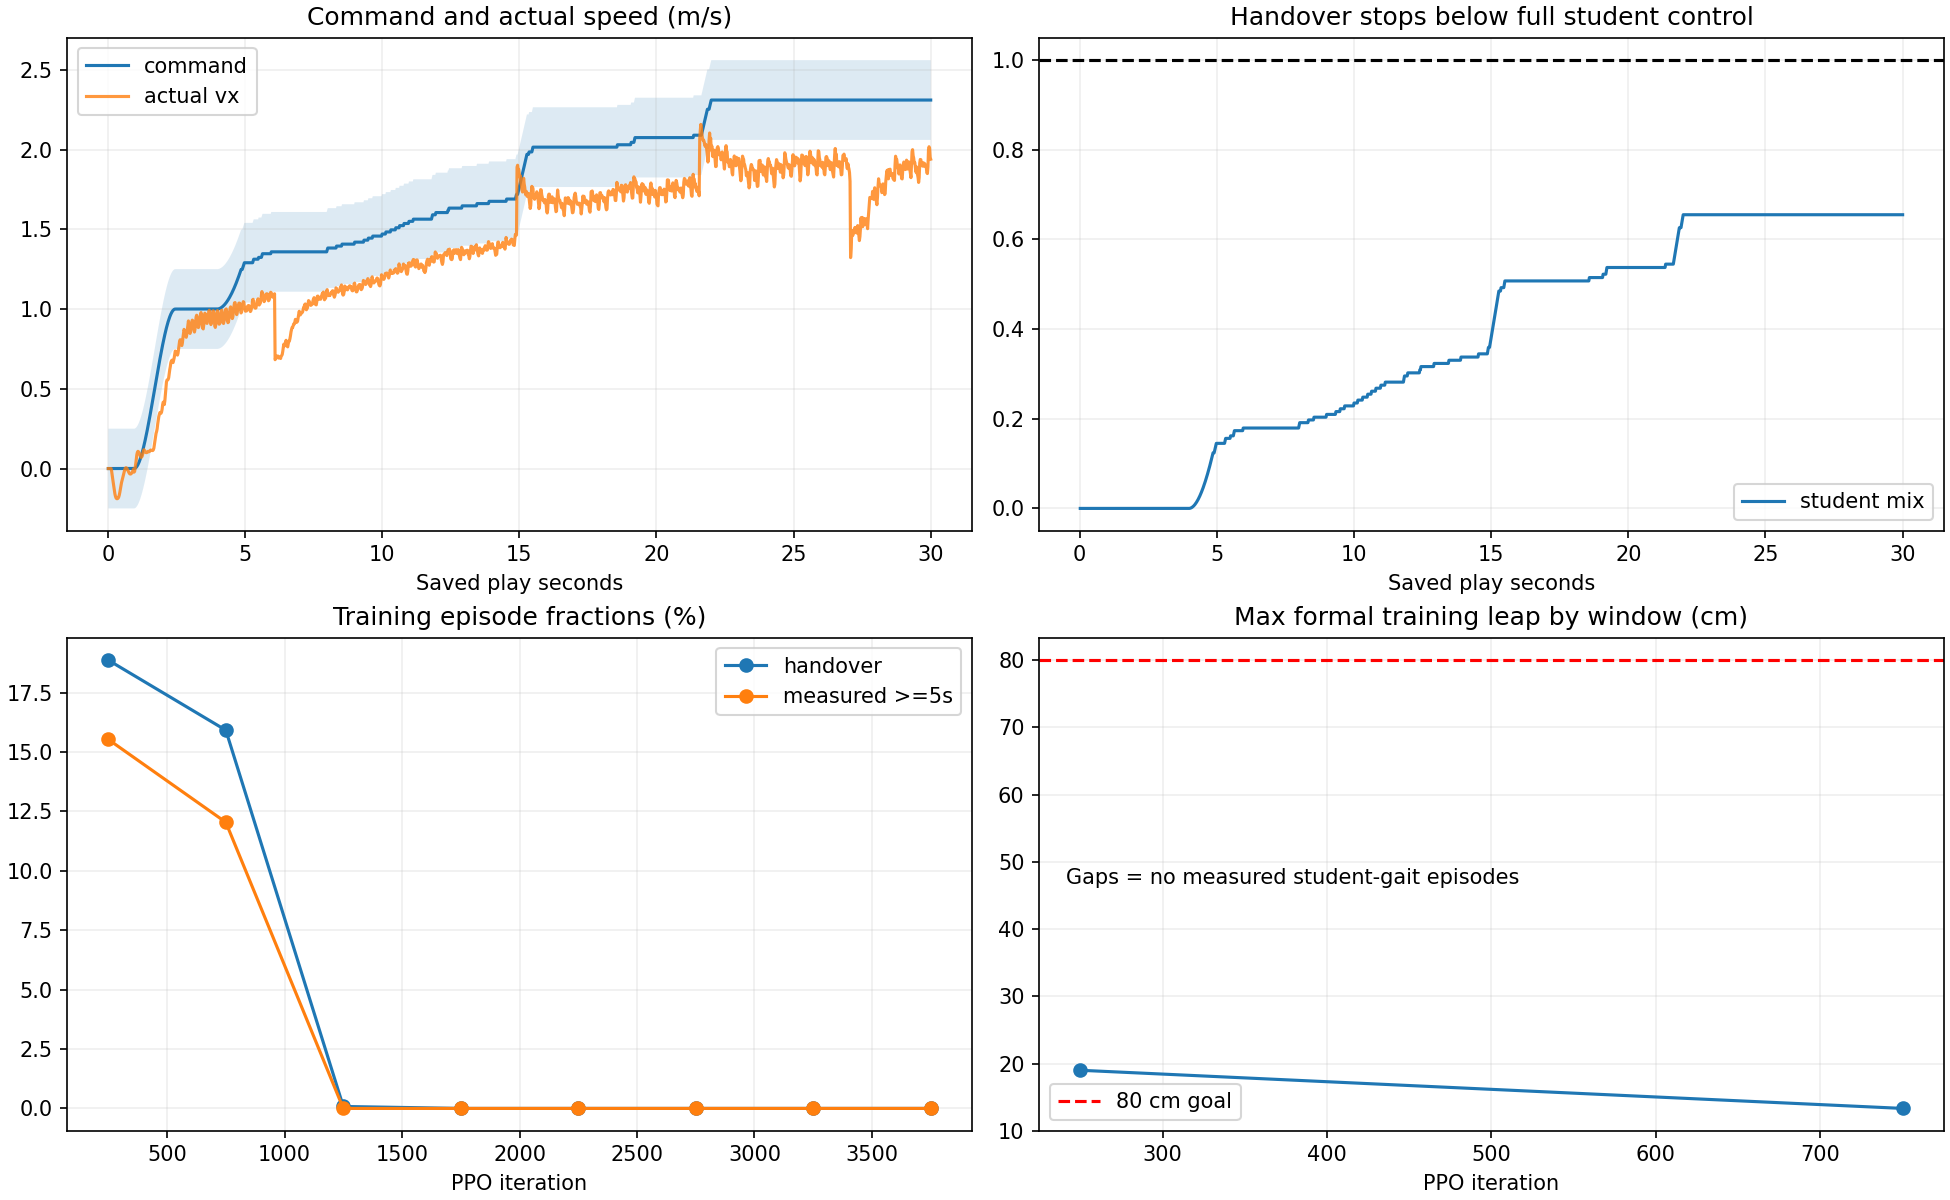 Command and actual speed (m/s)
command
actual vx
2.5
2.0
1.5
1.0
0.5
0.0
0 5 10 15 20 25 30
Saved play seconds
Handover stops below full student control
1.0
0.8
0.6
0.4
0.2
0.0
student mix
0 5 10 15 20 25 30
Saved play seconds
Training episode fractions (%)
handover
measured >=5s
17.5
15.0
12.5
10.0
7.5
5.0
2.5
0.0
500 1000 1500 2000 2500 3000 3500
PPO iteration
Max formal training leap by window (cm)
80
70
60
50
Gaps = no measured student-gait episodes
40
30
20
80 cm goal
10
300 400 500 600 700
PPO iteration